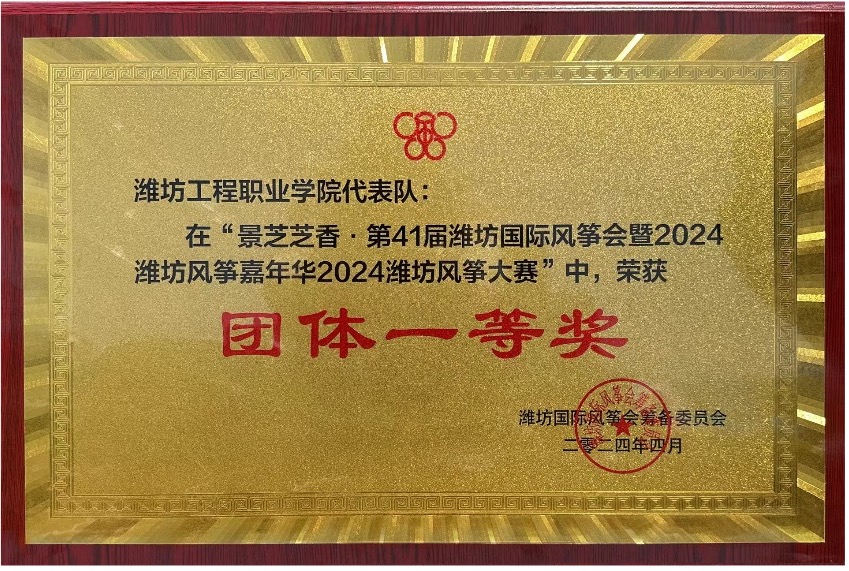 潍坊工程职业学院代表队：
在“景芝芝香·第41届潍坊国际风筝会暨2024
潍坊风筝嘉年华2024潍坊风筝大赛”中，荣获
团体一等奖
潍坊国际风筝会筹备委员会
二零二四年四月